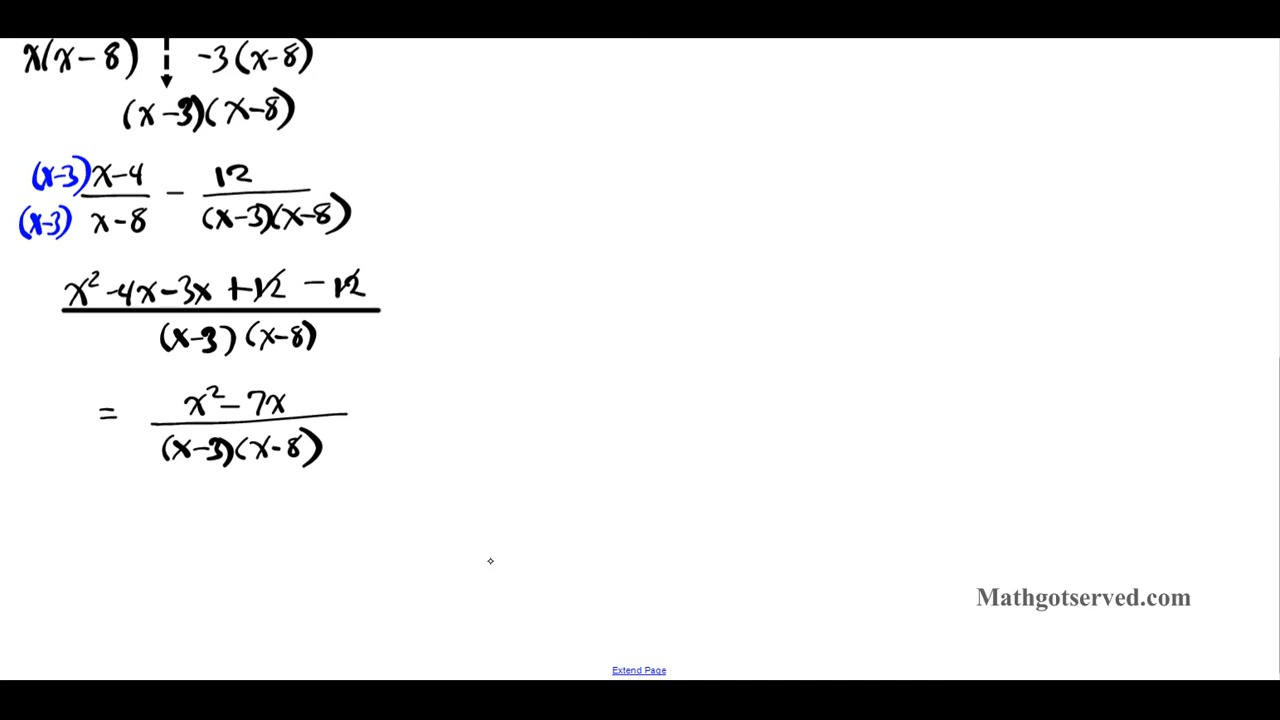 x(x-8) -3(x-8)
(x-3)(x-8)
(x-3) x-4 - 12
(x-3) x-8 (x-3)(x-8)
x² -4x -3x +12 -12
(x-3)(x-8)
= x² - 7x
(x-3)(x-8)
Mathgotserved.com
Extend Page